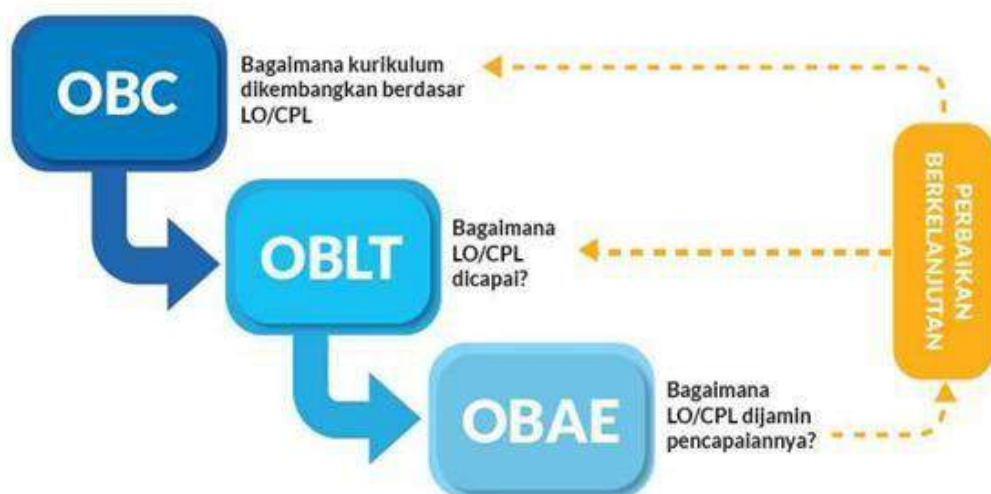 OBC
Bagaimana kurikulum
dikembangkan berdasar
LO/CPL
OBLT
Bagaimana
LO/CPL
dicapai?
OBAE
Bagaimana
LO/CPL dijamin
pencapaiannya?
PERBAIKAN
BERKELANJUTAN